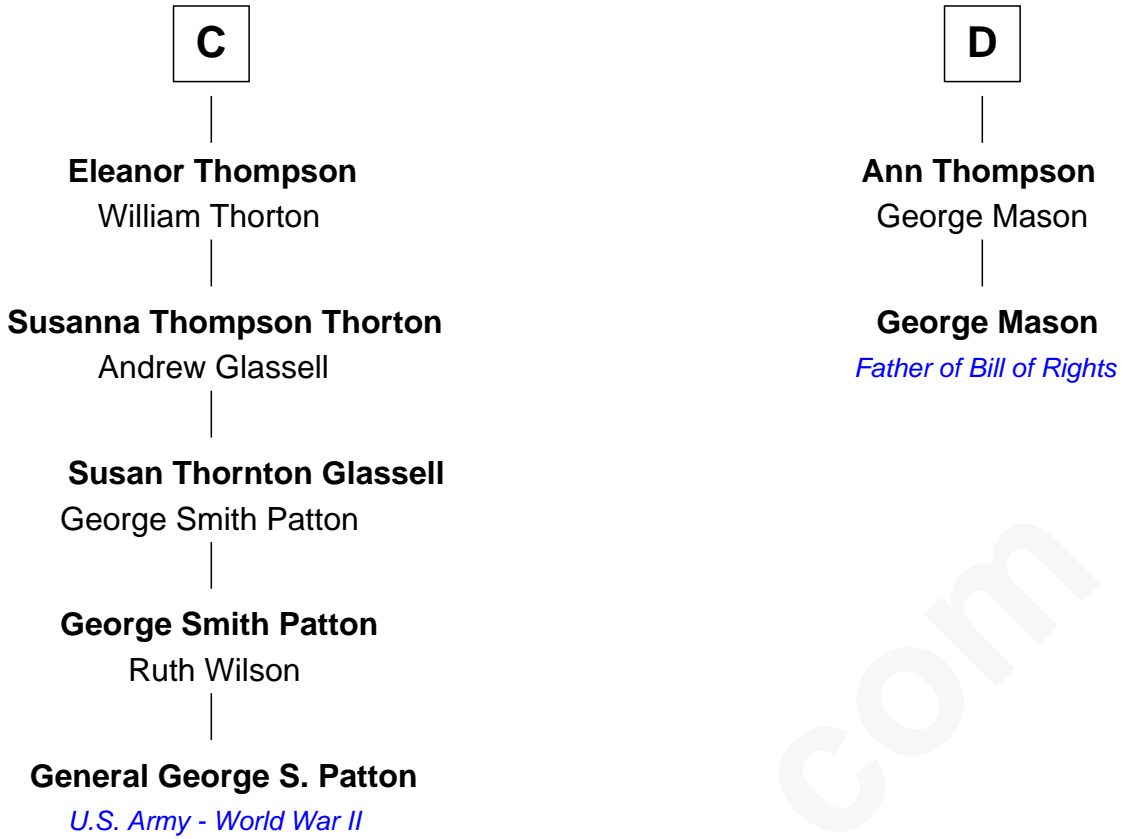 C
Eleanor Thompson
William Thorton
Susanna Thompson Thorton
Andrew Glassell
Susan Thornton Glassell
George Smith Patton
George Smith Patton
Ruth Wilson
General George S. Patton
U.S. Army - World War II
D
Ann Thompson
George Mason
George Mason
Father of Bill of Rights
com